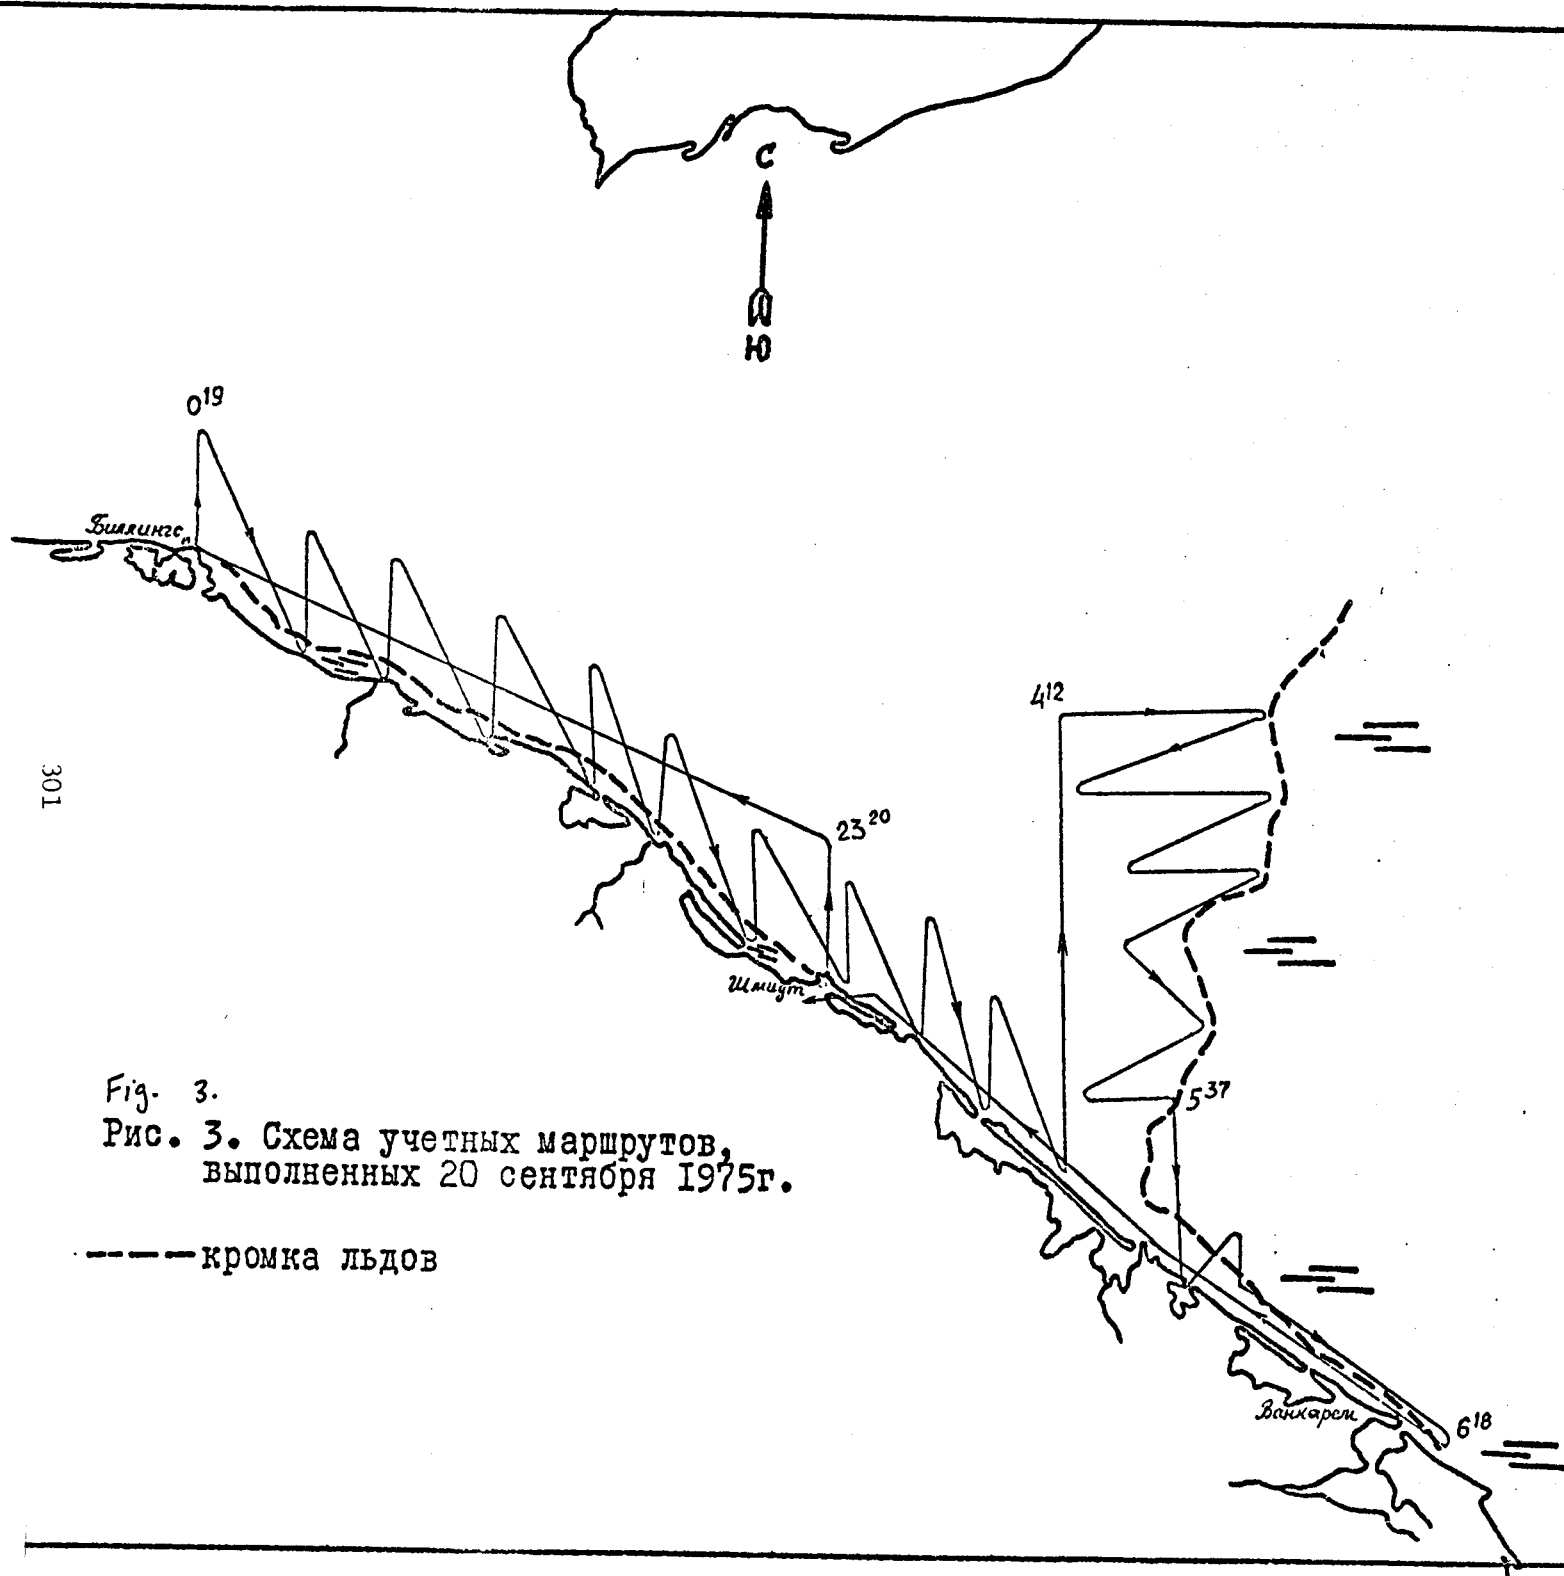 С
Ю
0¹⁹
Биллингс
4¹²
301
23²⁰
Шмидт
5³⁷
Fig. 3.
Рис. 3. Схема учетных маршрутов,
выполненных 20 сентября 1975г.
кромка льдов
Ванкарем
6¹⁸